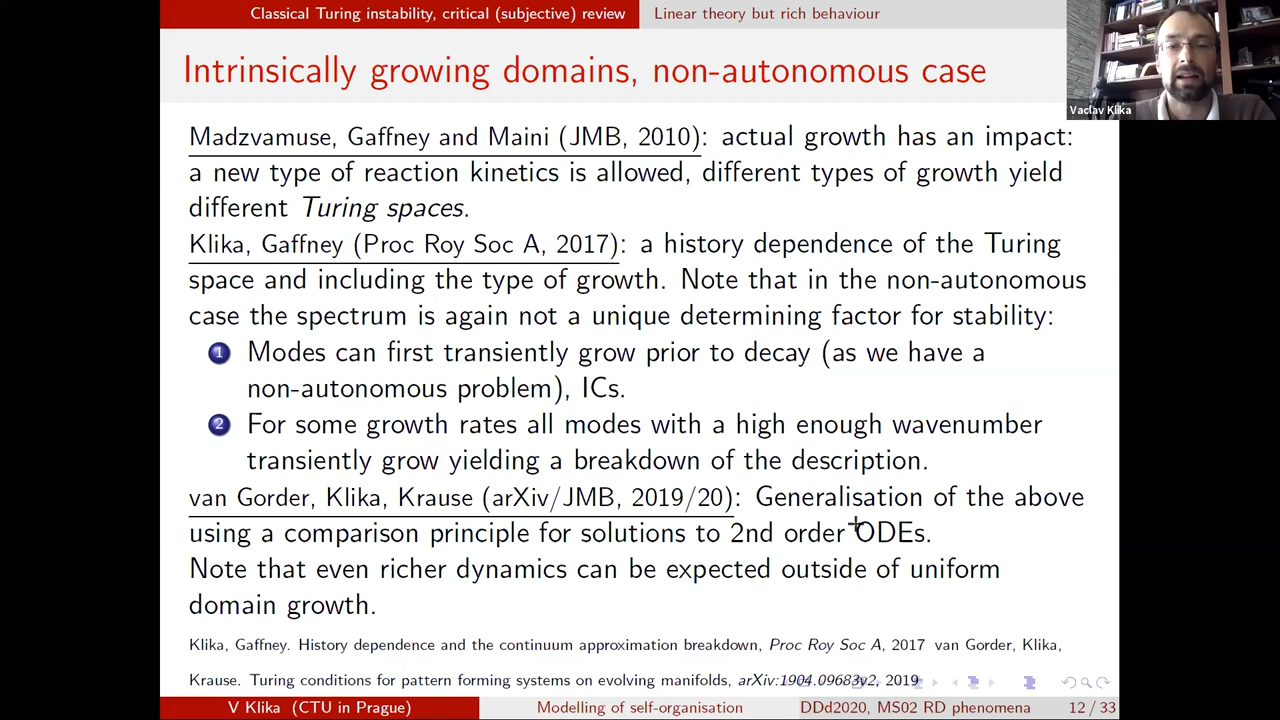 Classical Turing instability, critical (subjective) review Linear theory but rich behaviour
Intrinsically growing domains, non-autonomous case
Vaclav Klika
Madzvamuse, Gaffney and Maini (JMB, 2010): actual growth has an impact:
a new type of reaction kinetics is allowed, different types of growth yield
different Turing spaces.
Klika, Gaffney (Proc Roy Soc A, 2017): a history dependence of the Turing
space and including the type of growth. Note that in the non-autonomous
case the spectrum is again not a unique determining factor for stability:
1 Modes can first transiently grow prior to decay (as we have a
non-autonomous problem), ICs.
2 For some growth rates all modes with a high enough wavenumber
transiently grow yielding a breakdown of the description.
van Gorder, Klika, Krause (arXiv/JMB, 2019/20): Generalisation of the above
using a comparison principle for solutions to 2nd order ODEs.
Note that even richer dynamics can be expected outside of uniform
domain growth.
Klika, Gaffney. History dependence and the continuum approximation breakdown, Proc Roy Soc A, 2017 van Gorder, Klika,
Krause. Turing conditions for pattern forming systems on evolving manifolds, arXiv:1904.09683v2, 2019
V Klika (CTU in Prague) Modelling of self-organisation DDd2020, MS02 RD phenomena 12 / 33